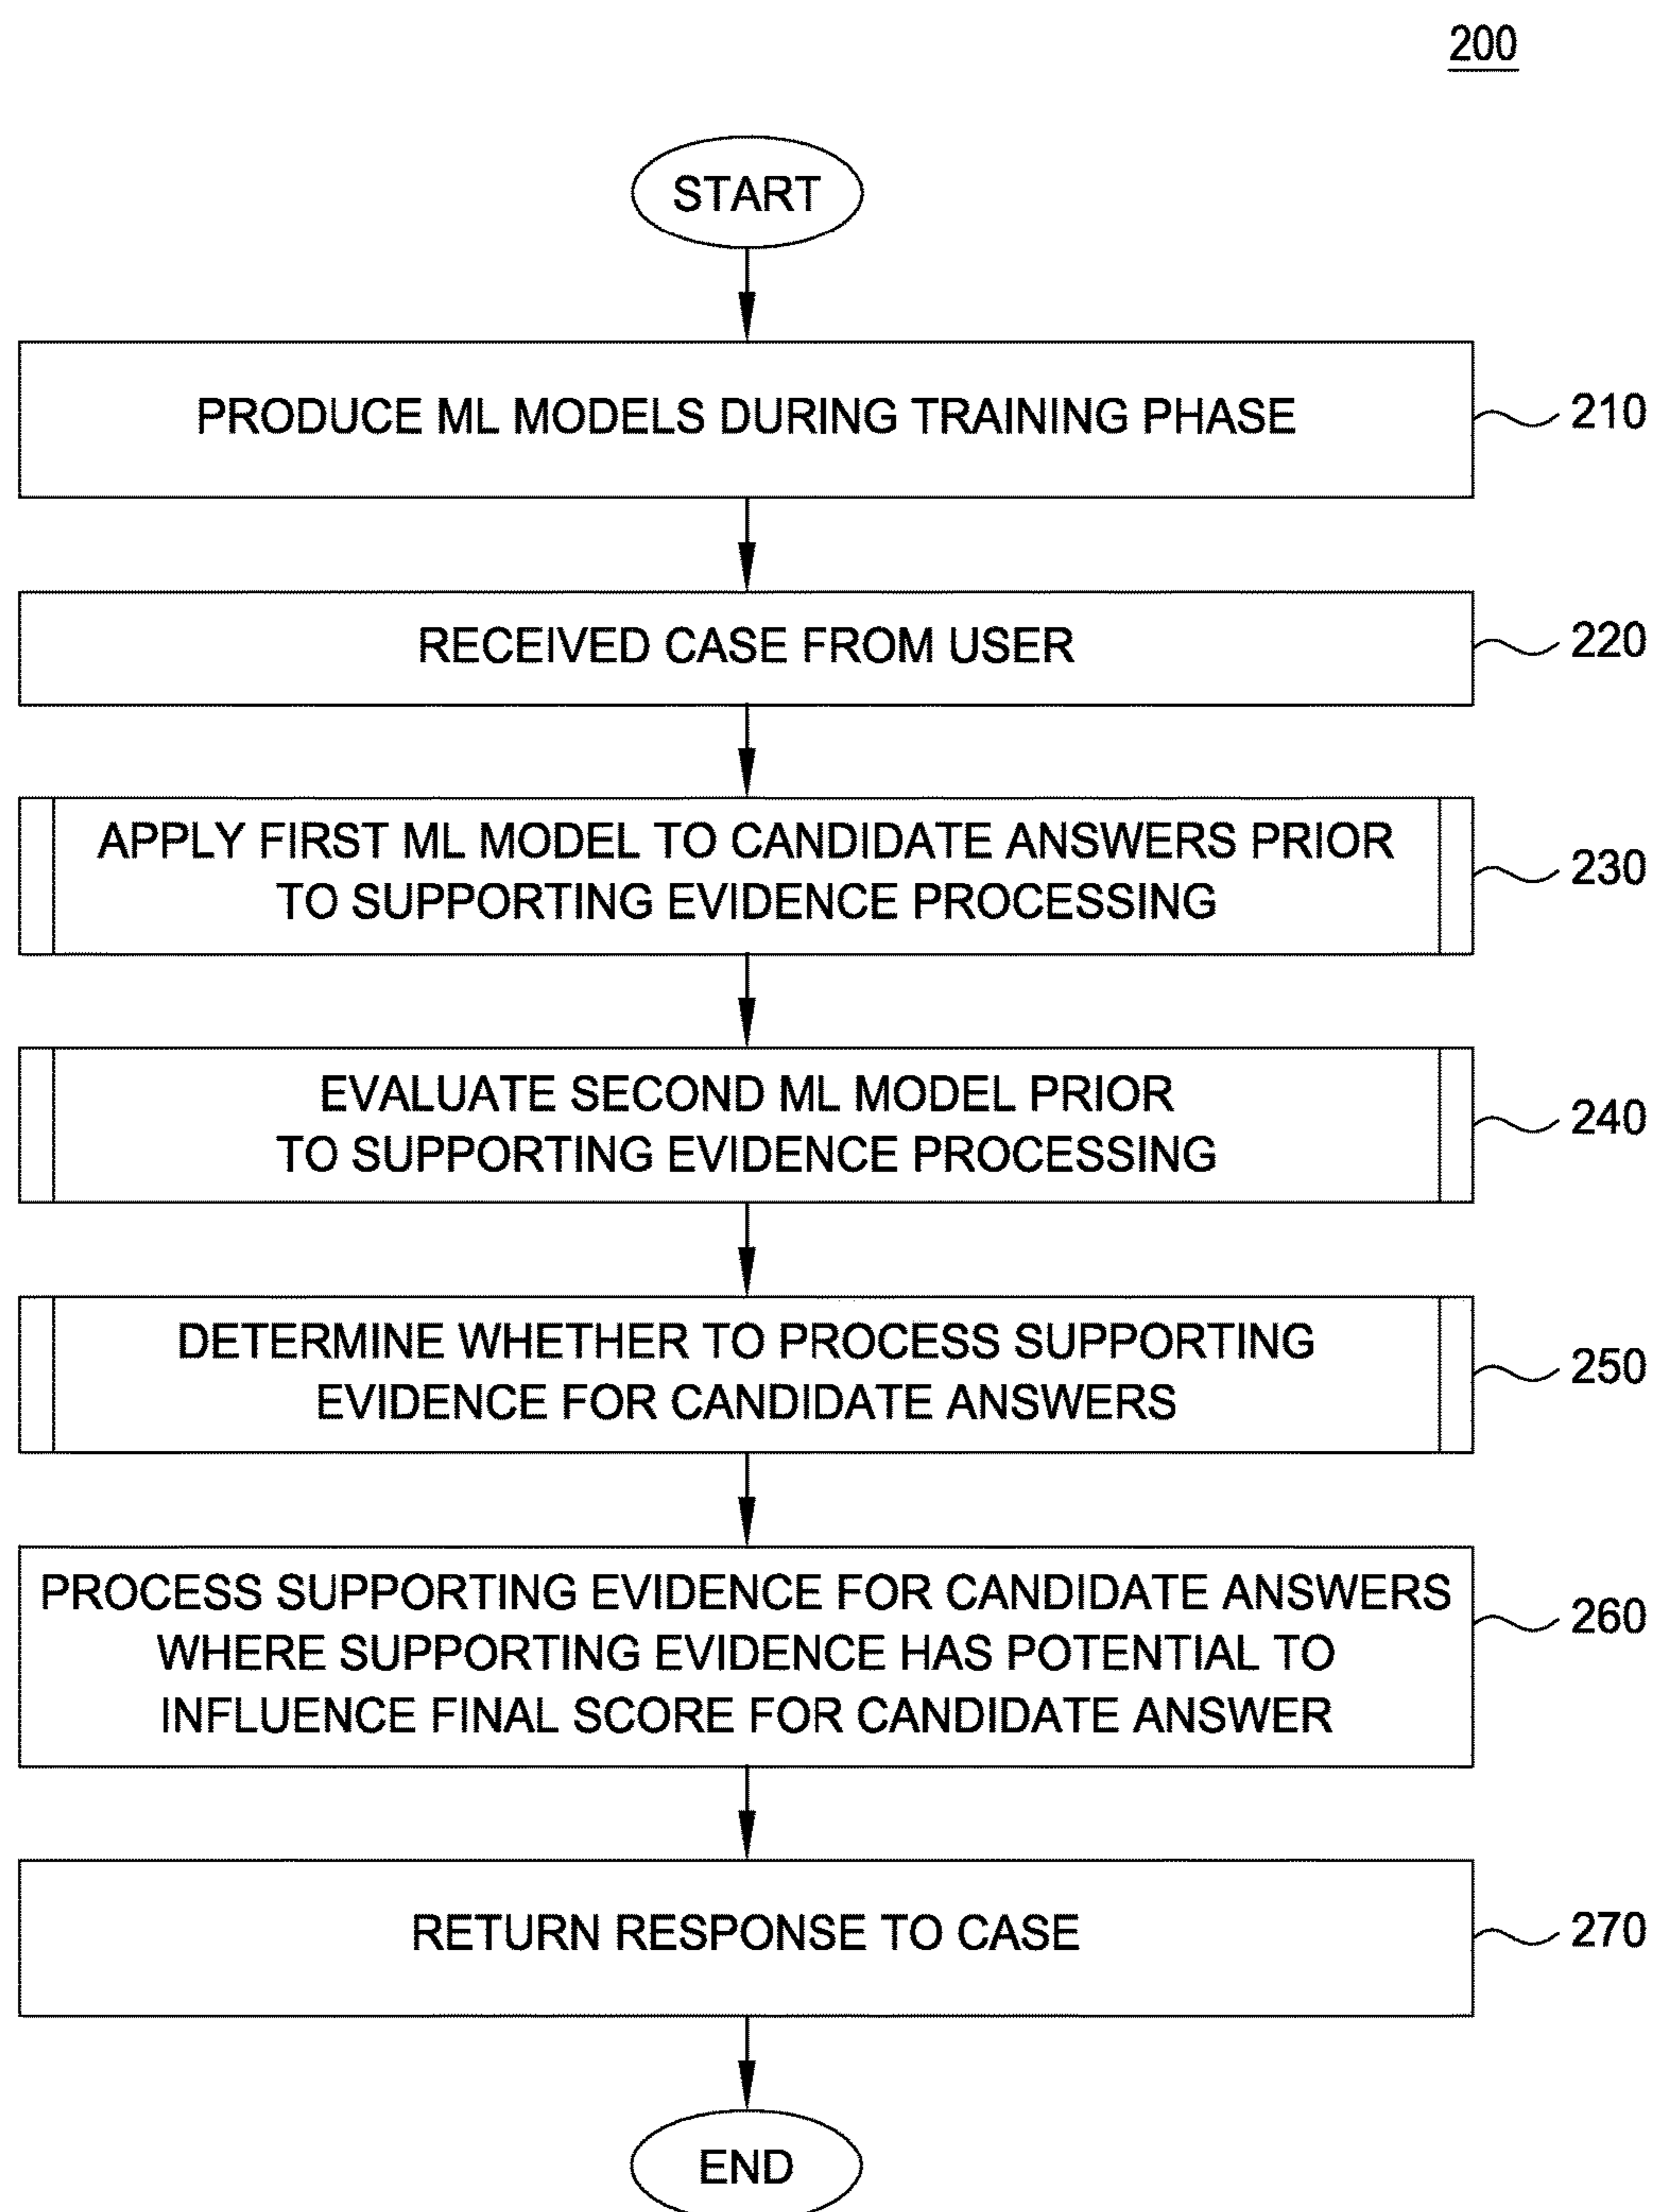 200
START
PRODUCE ML MODELS DURING TRAINING PHASE
210
RECEIVED CASE FROM USER
220
APPLY FIRST ML MODEL TO CANDIDATE ANSWERS PRIOR
TO SUPPORTING EVIDENCE PROCESSING
230
EVALUATE SECOND ML MODEL PRIOR
TO SUPPORTING EVIDENCE PROCESSING
240
DETERMINE WHETHER TO PROCESS SUPPORTING
EVIDENCE FOR CANDIDATE ANSWERS
250
PROCESS SUPPORTING EVIDENCE FOR CANDIDATE ANSWERS
WHERE SUPPORTING EVIDENCE HAS POTENTIAL TO
INFLUENCE FINAL SCORE FOR CANDIDATE ANSWER
260
RETURN RESPONSE TO CASE
270
END